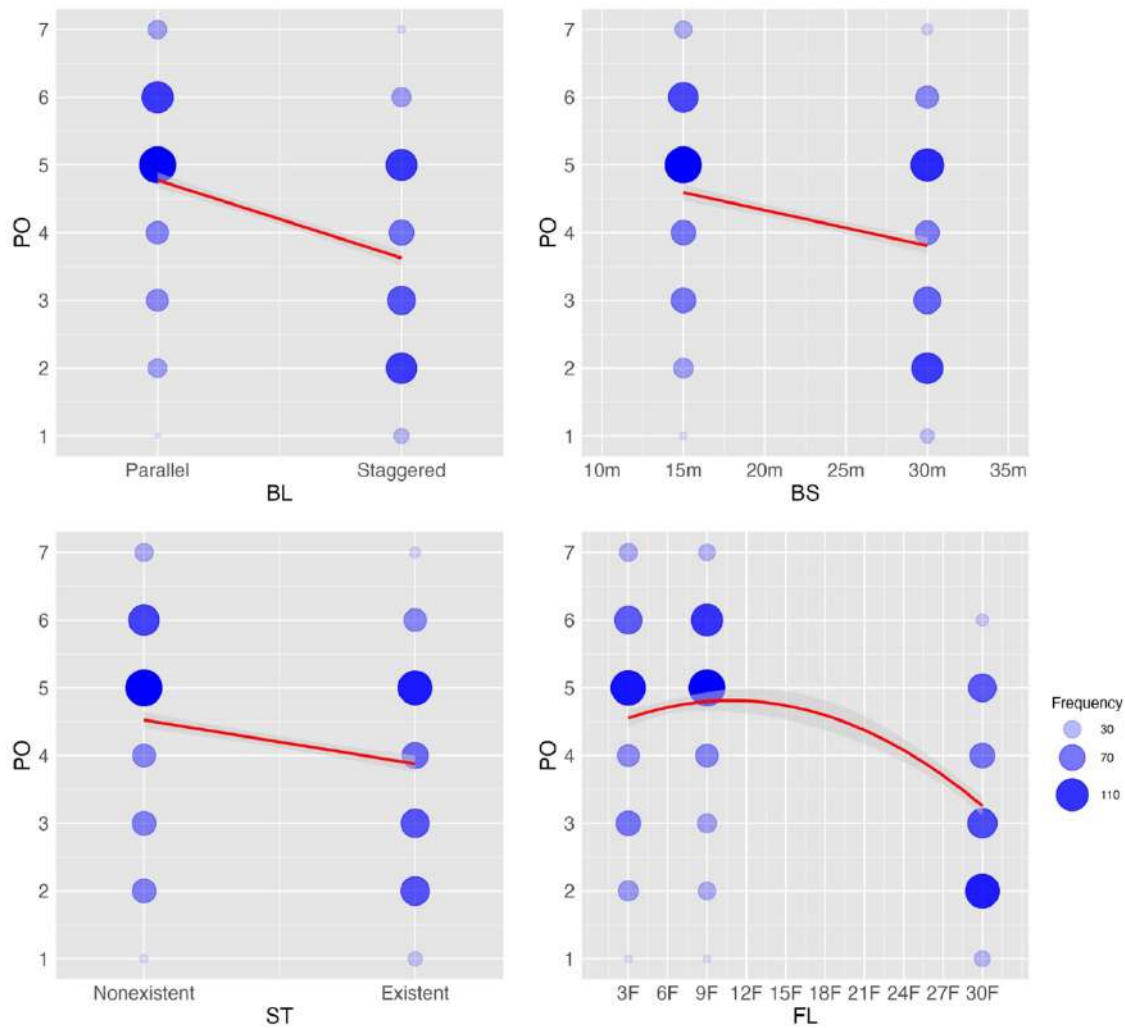 7
6
5
4
3
2
1
PO
Parallel Staggered
BL
7
6
5
4
3
2
1
PO
10m 15m 20m 25m 30m 35m
BS
7
6
5
4
3
2
1
PO
Nonexistent Existent
ST
7
6
5
4
3
2
1
PO
3F 6F 9F 12F 15F 18F 21F 24F 27F 30F
FL
Frequency
30
70
110